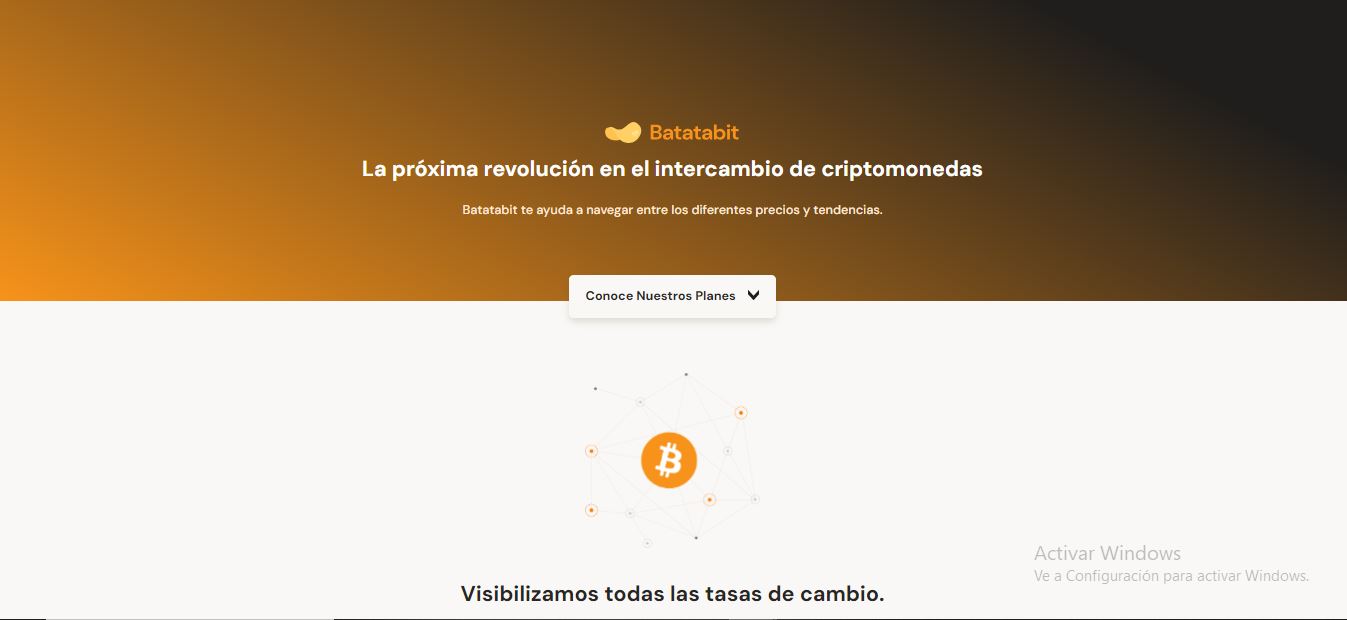 Batatabit
La próxima revolución en el intercambio de criptomonedas
Batatabit te ayuda a navegar entre los diferentes precios y tendencias.
Conoce Nuestros Planes
Visibilizamos todas las tasas de cambio.
Activar Windows
Ve a Configuración para activar Windows.